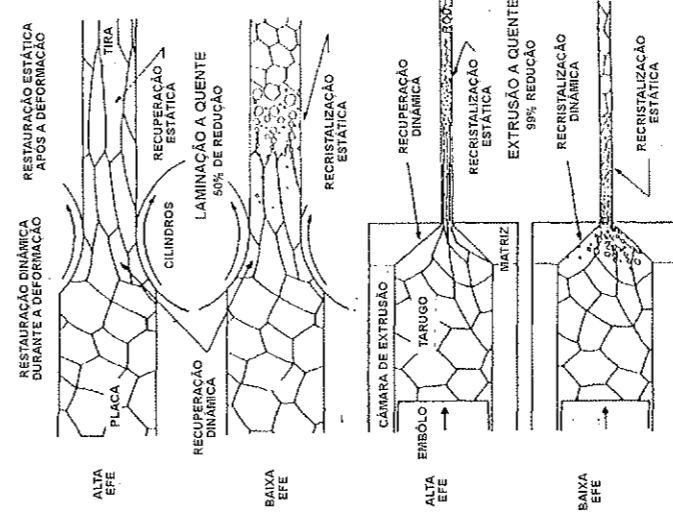 RESTAURAÇÃO DINÂMICA
DURANTE A DEFORMAÇÃO
RESTAURAÇÃO ESTÁTICA
APOS A DEFORMAÇÃO
ALTA
EFE
PLACA
TIRA
CILINDROS
RECUPERAÇÃO
ESTÁTICA
RECUPERAÇÃO
DINÂMICA
LAMINAÇÃO A QUENTE
50% DE REDUÇÃO
BAIXA
EFE
RECRISTALIZAÇÃO
ESTÁTICA
CÂMARA DE EXTRUSÃO
RECUPERAÇÃO
DINÂMICA
ALTA
EFE
EMBÓLO
TARUGO
MATRIZ
RECRISTALIZAÇÃO
ESTÁTICA
EXTRUSÃO A QUENTE
99% REDUÇÃO
RECRISTALIZAÇÃO
DINÂMICA
BAIXA
EFE
RECRISTALIZAÇÃO
ESTÁTICA